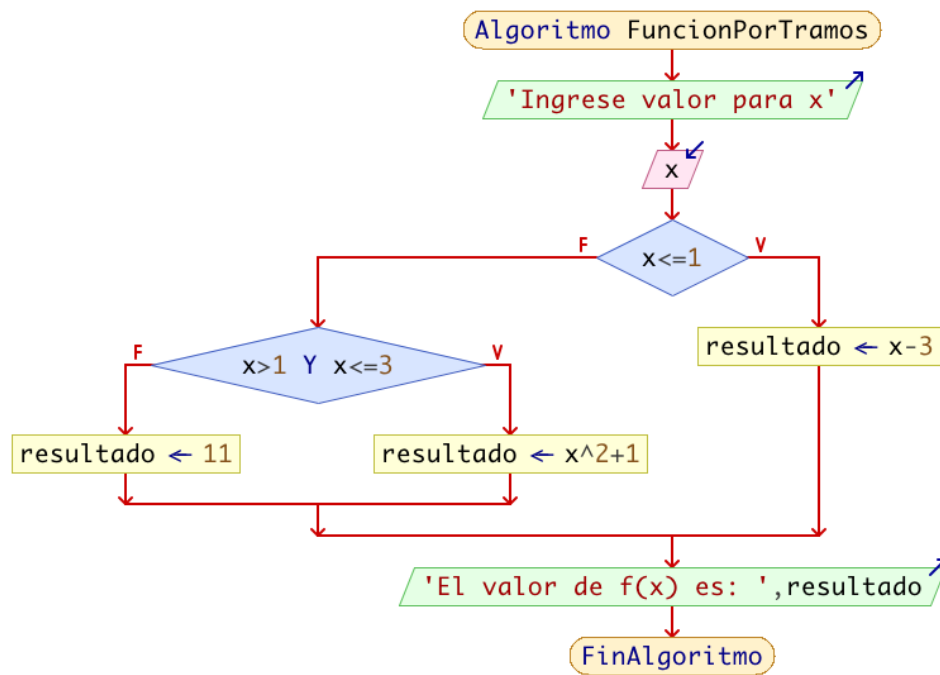 Algoritmo FuncionPorTramos
'Ingrese valor para x'
x
F
x<=1
V
F
x>1 Y x<=3
V
resultado ← x-3
resultado ← 11
resultado ← x^2+1
'El valor de f(x) es: ',resultado
FinAlgoritmo